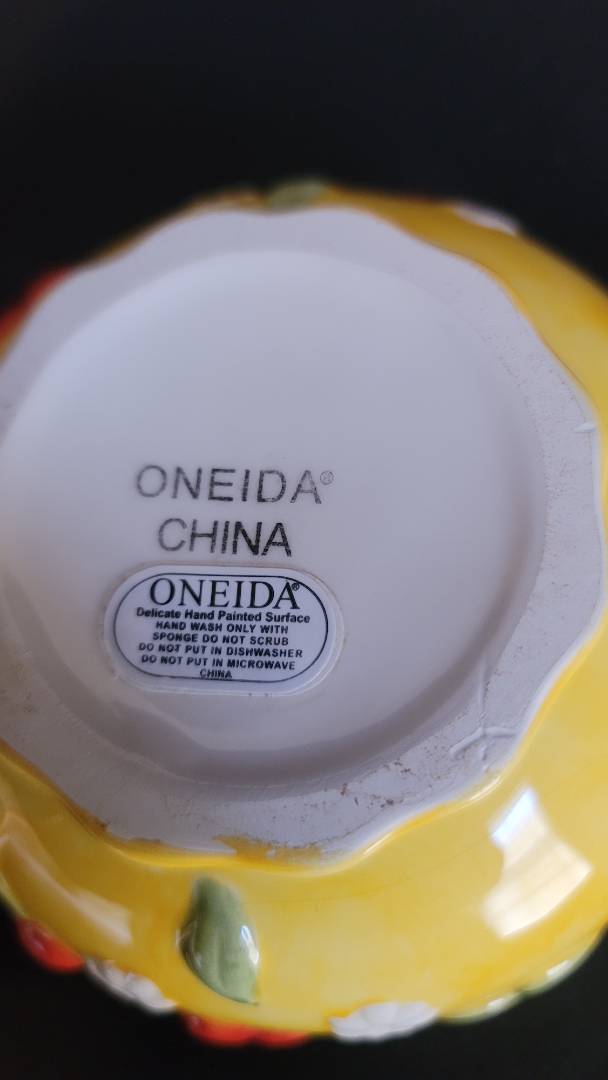 ONEIDA®
CHINA
ONEIDA®
Delicate Hand Painted Surface
HAND WASH ONLY WITH
SPONGE DO NOT SCRUB
DO NOT PUT IN DISHWASHER
DO NOT PUT IN MICROWAVE
CHINA